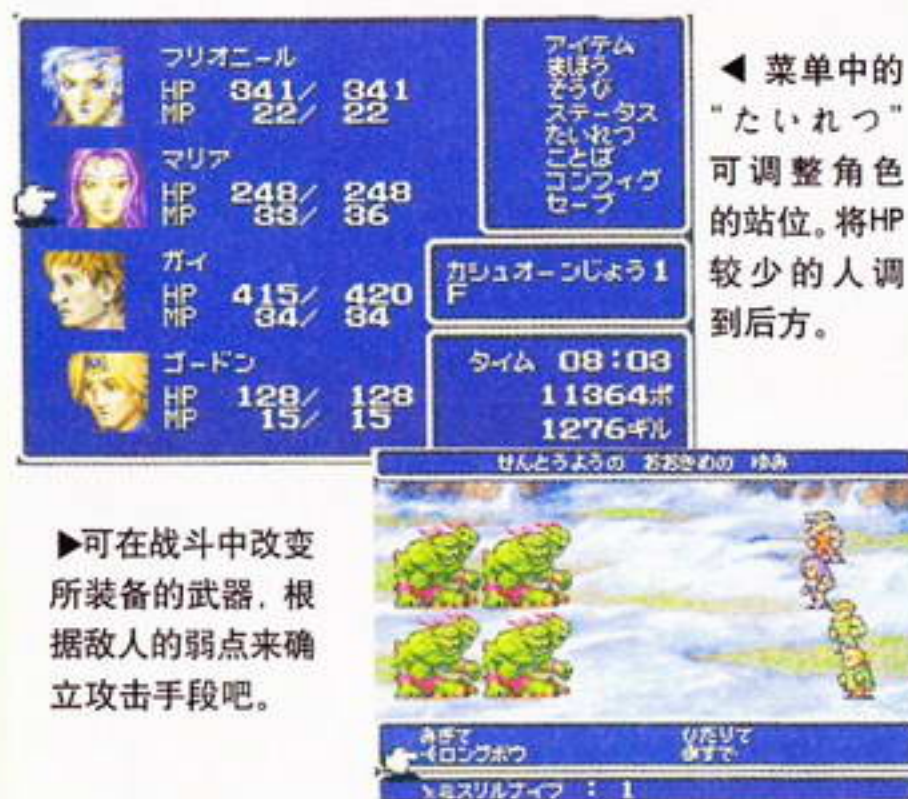 フリオニール
HP 341/ 341
MP 22/ 22
マリア
HP 248/ 248
MP 33/ 36
ガイ
HP 415/ 420
MP 34/ 34
ゴードン
HP 128/ 128
MP 15/ 15
アイテム
まほう
そうび
ステータス
たいれつ
ことば
コンフィグ
セーブ
カシュオーンじょう1
F
タイム 08:03
11364ポ
1276ギル
◀ 菜单中的
"たいれつ"
可调整角色
的站位。将HP
较少的人调
到后方。
▶可在战斗中改变
所装备的武器，根
据敌人的弱点来确
立攻击手段吧。
せんとうようの おおきめの ゆみ
みぎて ひだりて
ロングボウ すで
ミスリルナイフ : 1